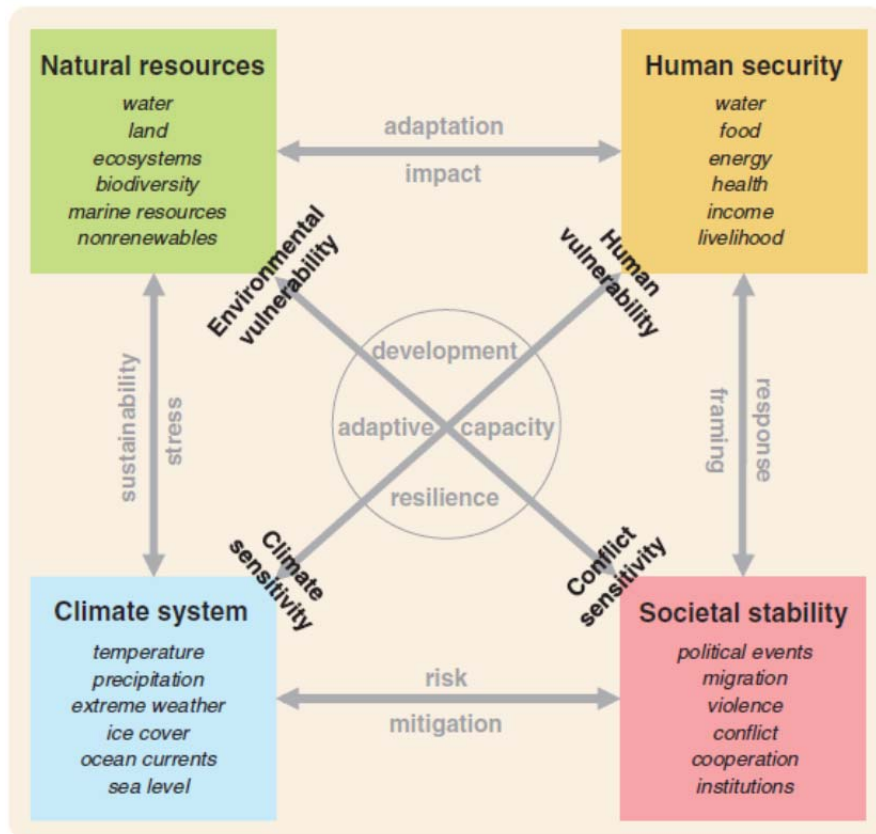 Natural resources
water
land
ecosystems
biodiversity
marine resources
nonrenewables
adaptation
impact
Human security
water
food
energy
health
income
livelihood
Environmental
vulnerability
Human
vulnerability
sustainability
stress
development
adaptive capacity
resilience
response
framing
Climate
sensitivity
Conflict
sensitivity
Climate system
temperature
precipitation
extreme weather
ice cover
ocean currents
sea level
risk
mitigation
Societal stability
political events
migration
violence
conflict
cooperation
institutions